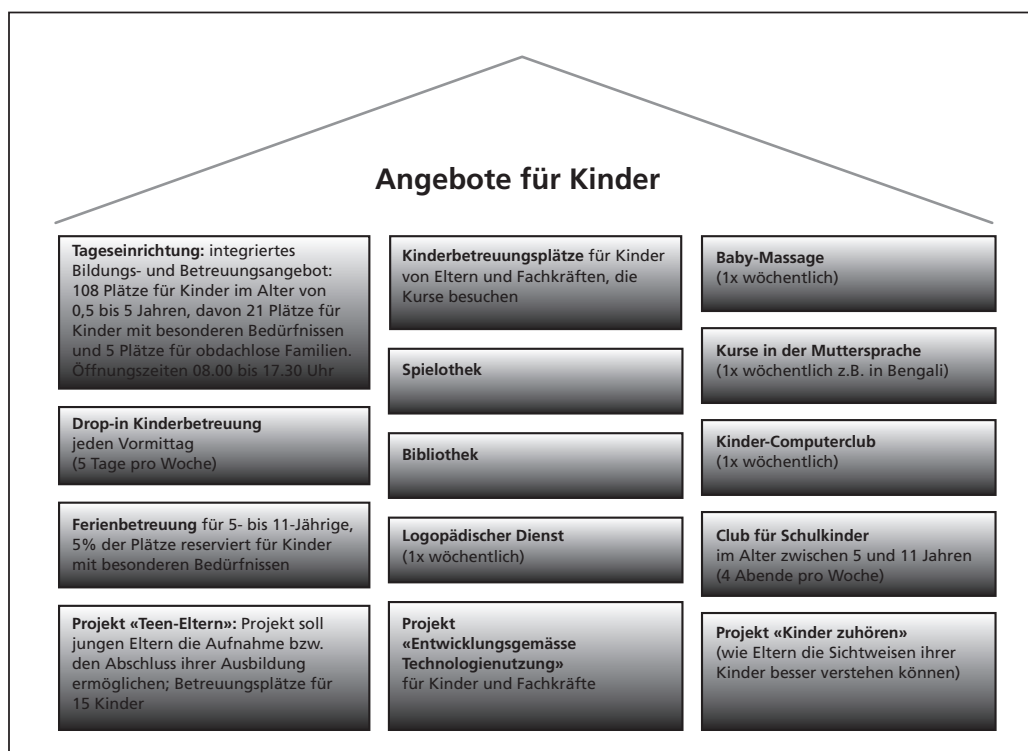 Angebote für Kinder
Tageseinrichtung: integriertes
Bildungs- und Betreuungsangebot:
108 Plätze für Kinder im Alter von
0,5 bis 5 Jahren, davon 21 Plätze für
Kinder mit besonderen Bedürfnissen
und 5 Plätze für obdachlose Familien.
Öffnungszeiten 08.00 bis 17.30 Uhr
Drop-in Kinderbetreuung
jeden Vormittag
(5 Tage pro Woche)
Ferienbetreuung für 5- bis 11-Jährige,
5% der Plätze reserviert für Kinder
mit besonderen Bedürfnissen
Projekt «Teen-Eltern»: Projekt soll
jungen Eltern die Aufnahme bzw.
den Abschluss ihrer Ausbildung
ermöglichen; Betreuungsplätze für
15 Kinder
Kinderbetreuungsplätze für Kinder
von Eltern und Fachkräften, die
Kurse besuchen
Spielothek
Bibliothek
Logopädischer Dienst
(1x wöchentlich)
Projekt
«Entwicklungsgemässe
Technologienutzung»
für Kinder und Fachkräfte
Baby-Massage
(1x wöchentlich)
Kurse in der Muttersprache
(1x wöchentlich z.B. in Bengali)
Kinder-Computerclub
(1x wöchentlich)
Club für Schulkinder
im Alter zwischen 5 und 11 Jahren
(4 Abende pro Woche)
Projekt «Kinder zuhören»
(wie Eltern die Sichtweisen ihrer
Kinder besser verstehen können)